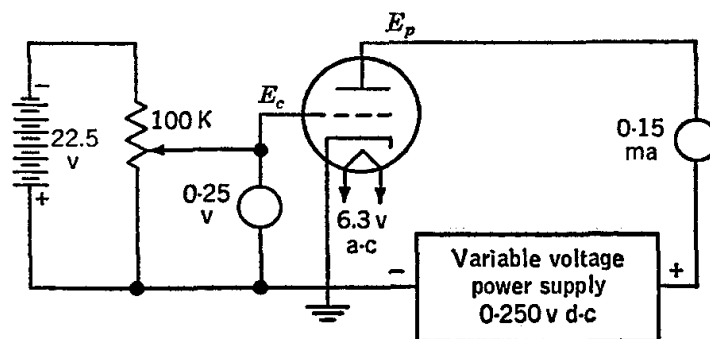 E_p
E_c
-
22.5
v
+
100 K
0-25
v
6.3 v
a-c
0-15
ma
-
+
Variable voltage
power supply
0-250 v d-c